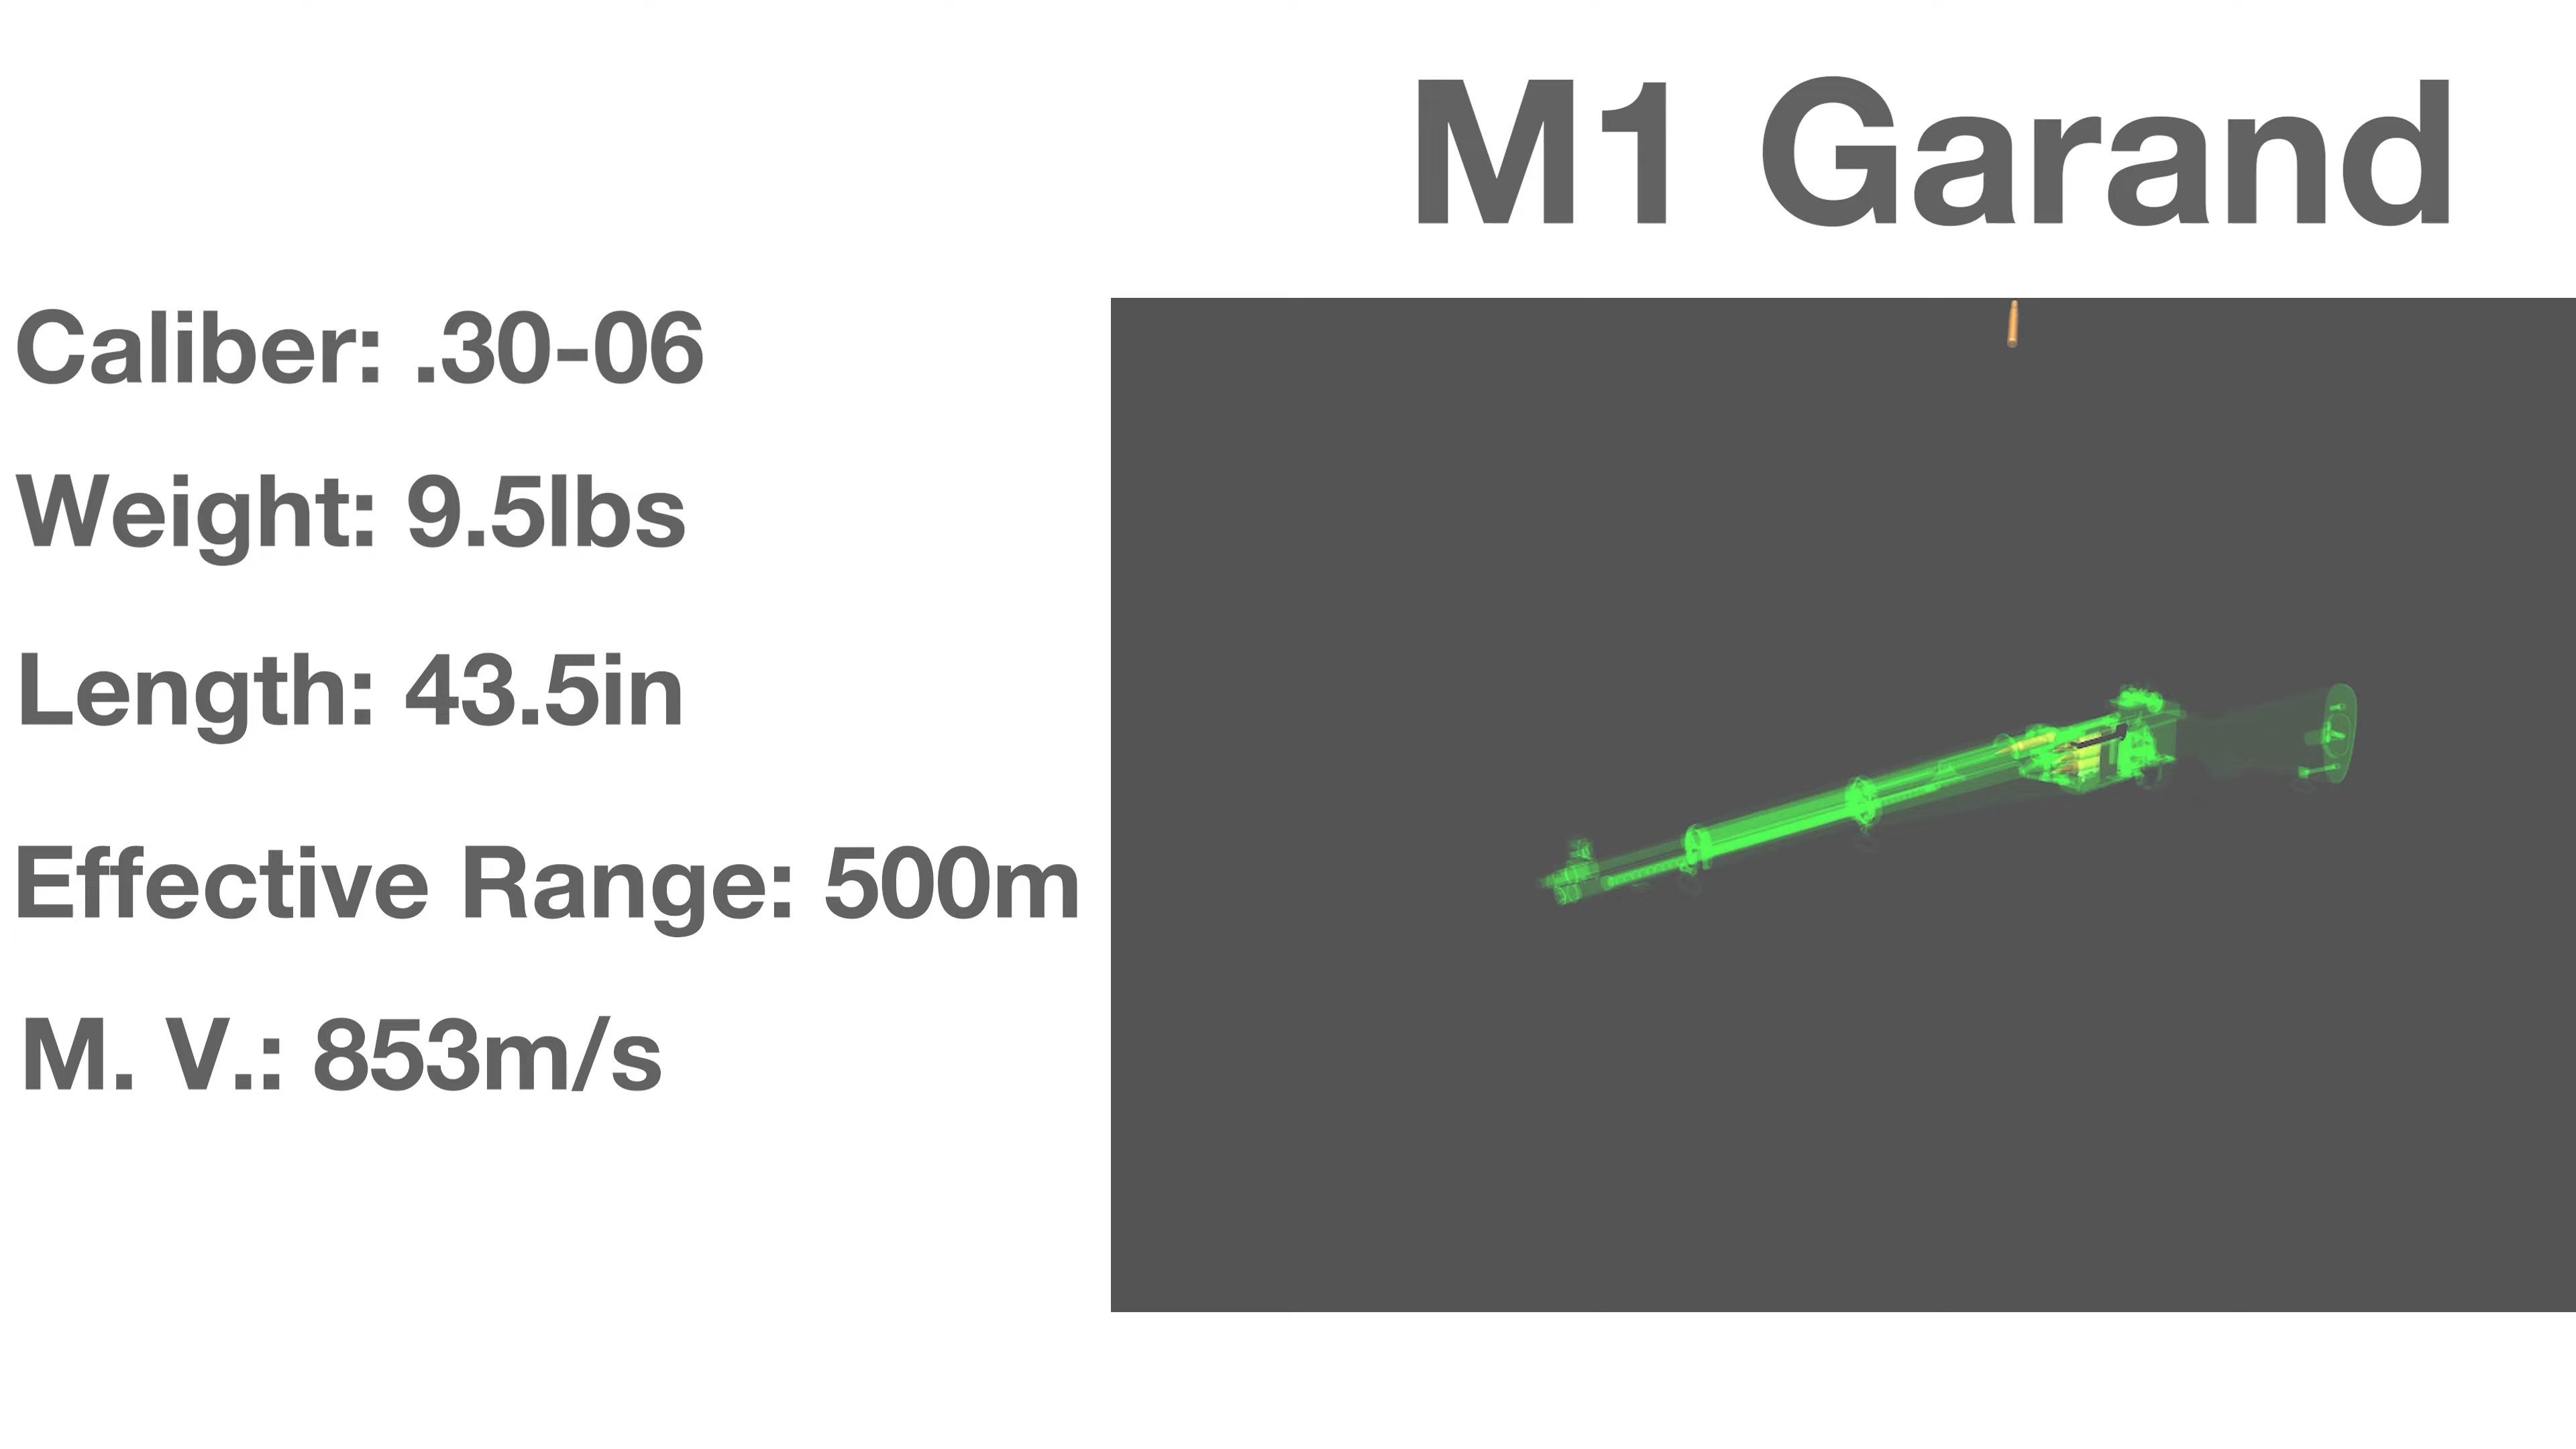 M1 Garand
Caliber: .30-06
Weight: 9.5lbs
Length: 43.5in
Effective Range: 500m
M. V.: 853m/s